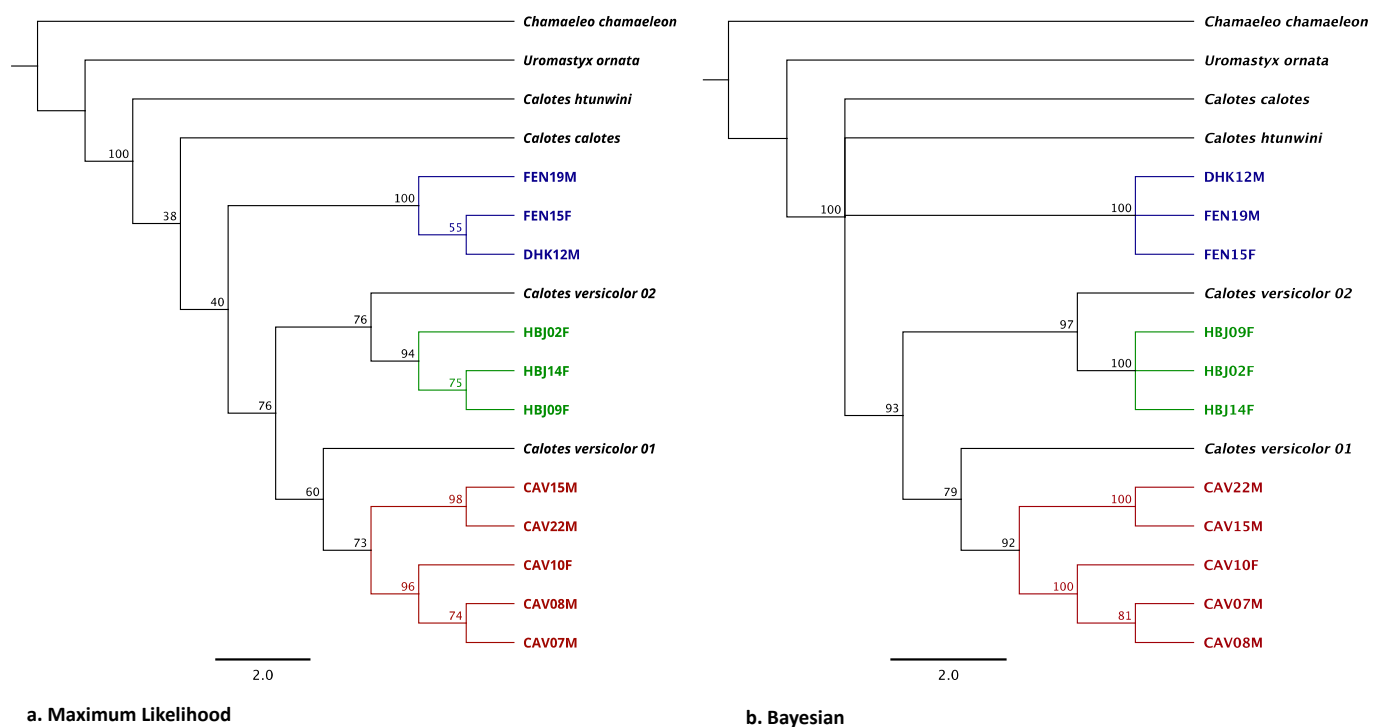 Chamaeleo chamaeleon
Uromastyx ornata
Calotes htunwini
100
Calotes calotes
38
FEN19M
100
FEN15F
55
DHK12M
40
Calotes versicolor 02
76
HBJ02F
94
HBJ14F
75
HBJ09F
76
Calotes versicolor 01
60
CAV15M
98
CAV22M
73
CAV10F
96
CAV08M
74
CAV07M
2.0
a. Maximum Likelihood
Chamaeleo chamaeleon
Uromastyx ornata
Calotes calotes
Calotes htunwini
100
DHK12M
100
FEN19M
FEN15F
Calotes versicolor 02
97
HBJ09F
100
HBJ02F
HBJ14F
93
Calotes versicolor 01
79
CAV22M
100
CAV15M
92
CAV10F
100
CAV07M
81
CAV08M
2.0
b. Bayesian